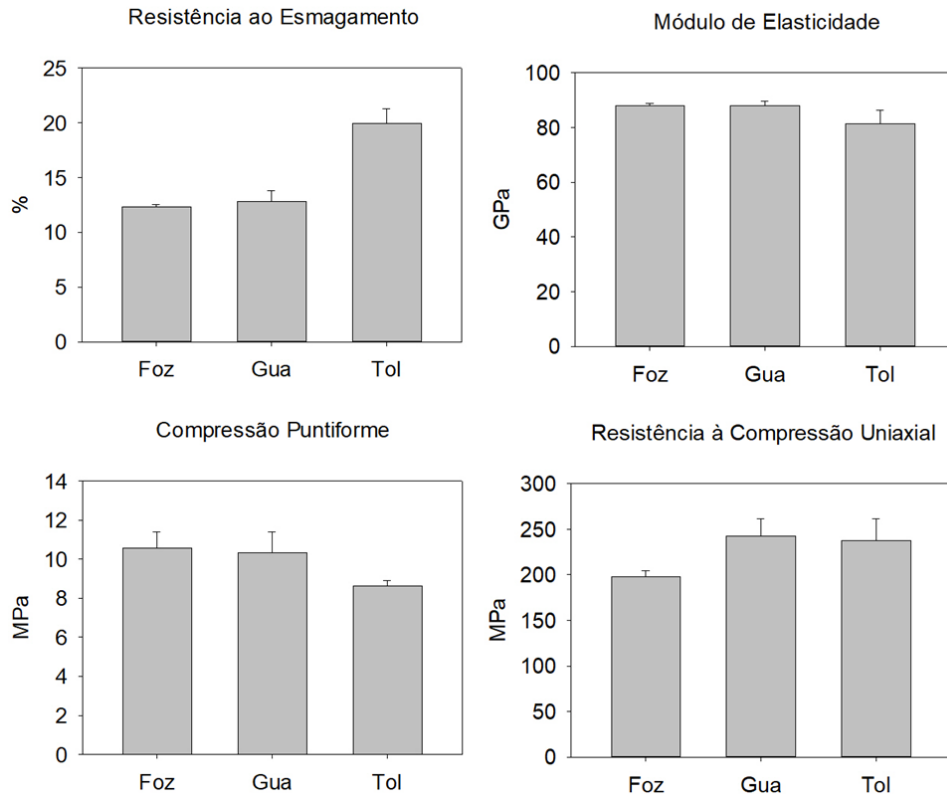 Resistência ao Esmagamento
25
20
15
10
5
0
%
Foz Gua Tol
Módulo de Elasticidade
100
80
60
40
20
0
GPa
Foz Gua Tol
Compressão Puntiforme
14
12
10
8
6
4
2
0
MPa
Foz Gua Tol
Resistência à Compressão Uniaxial
300
250
200
150
100
50
0
MPa
Foz Gua Tol